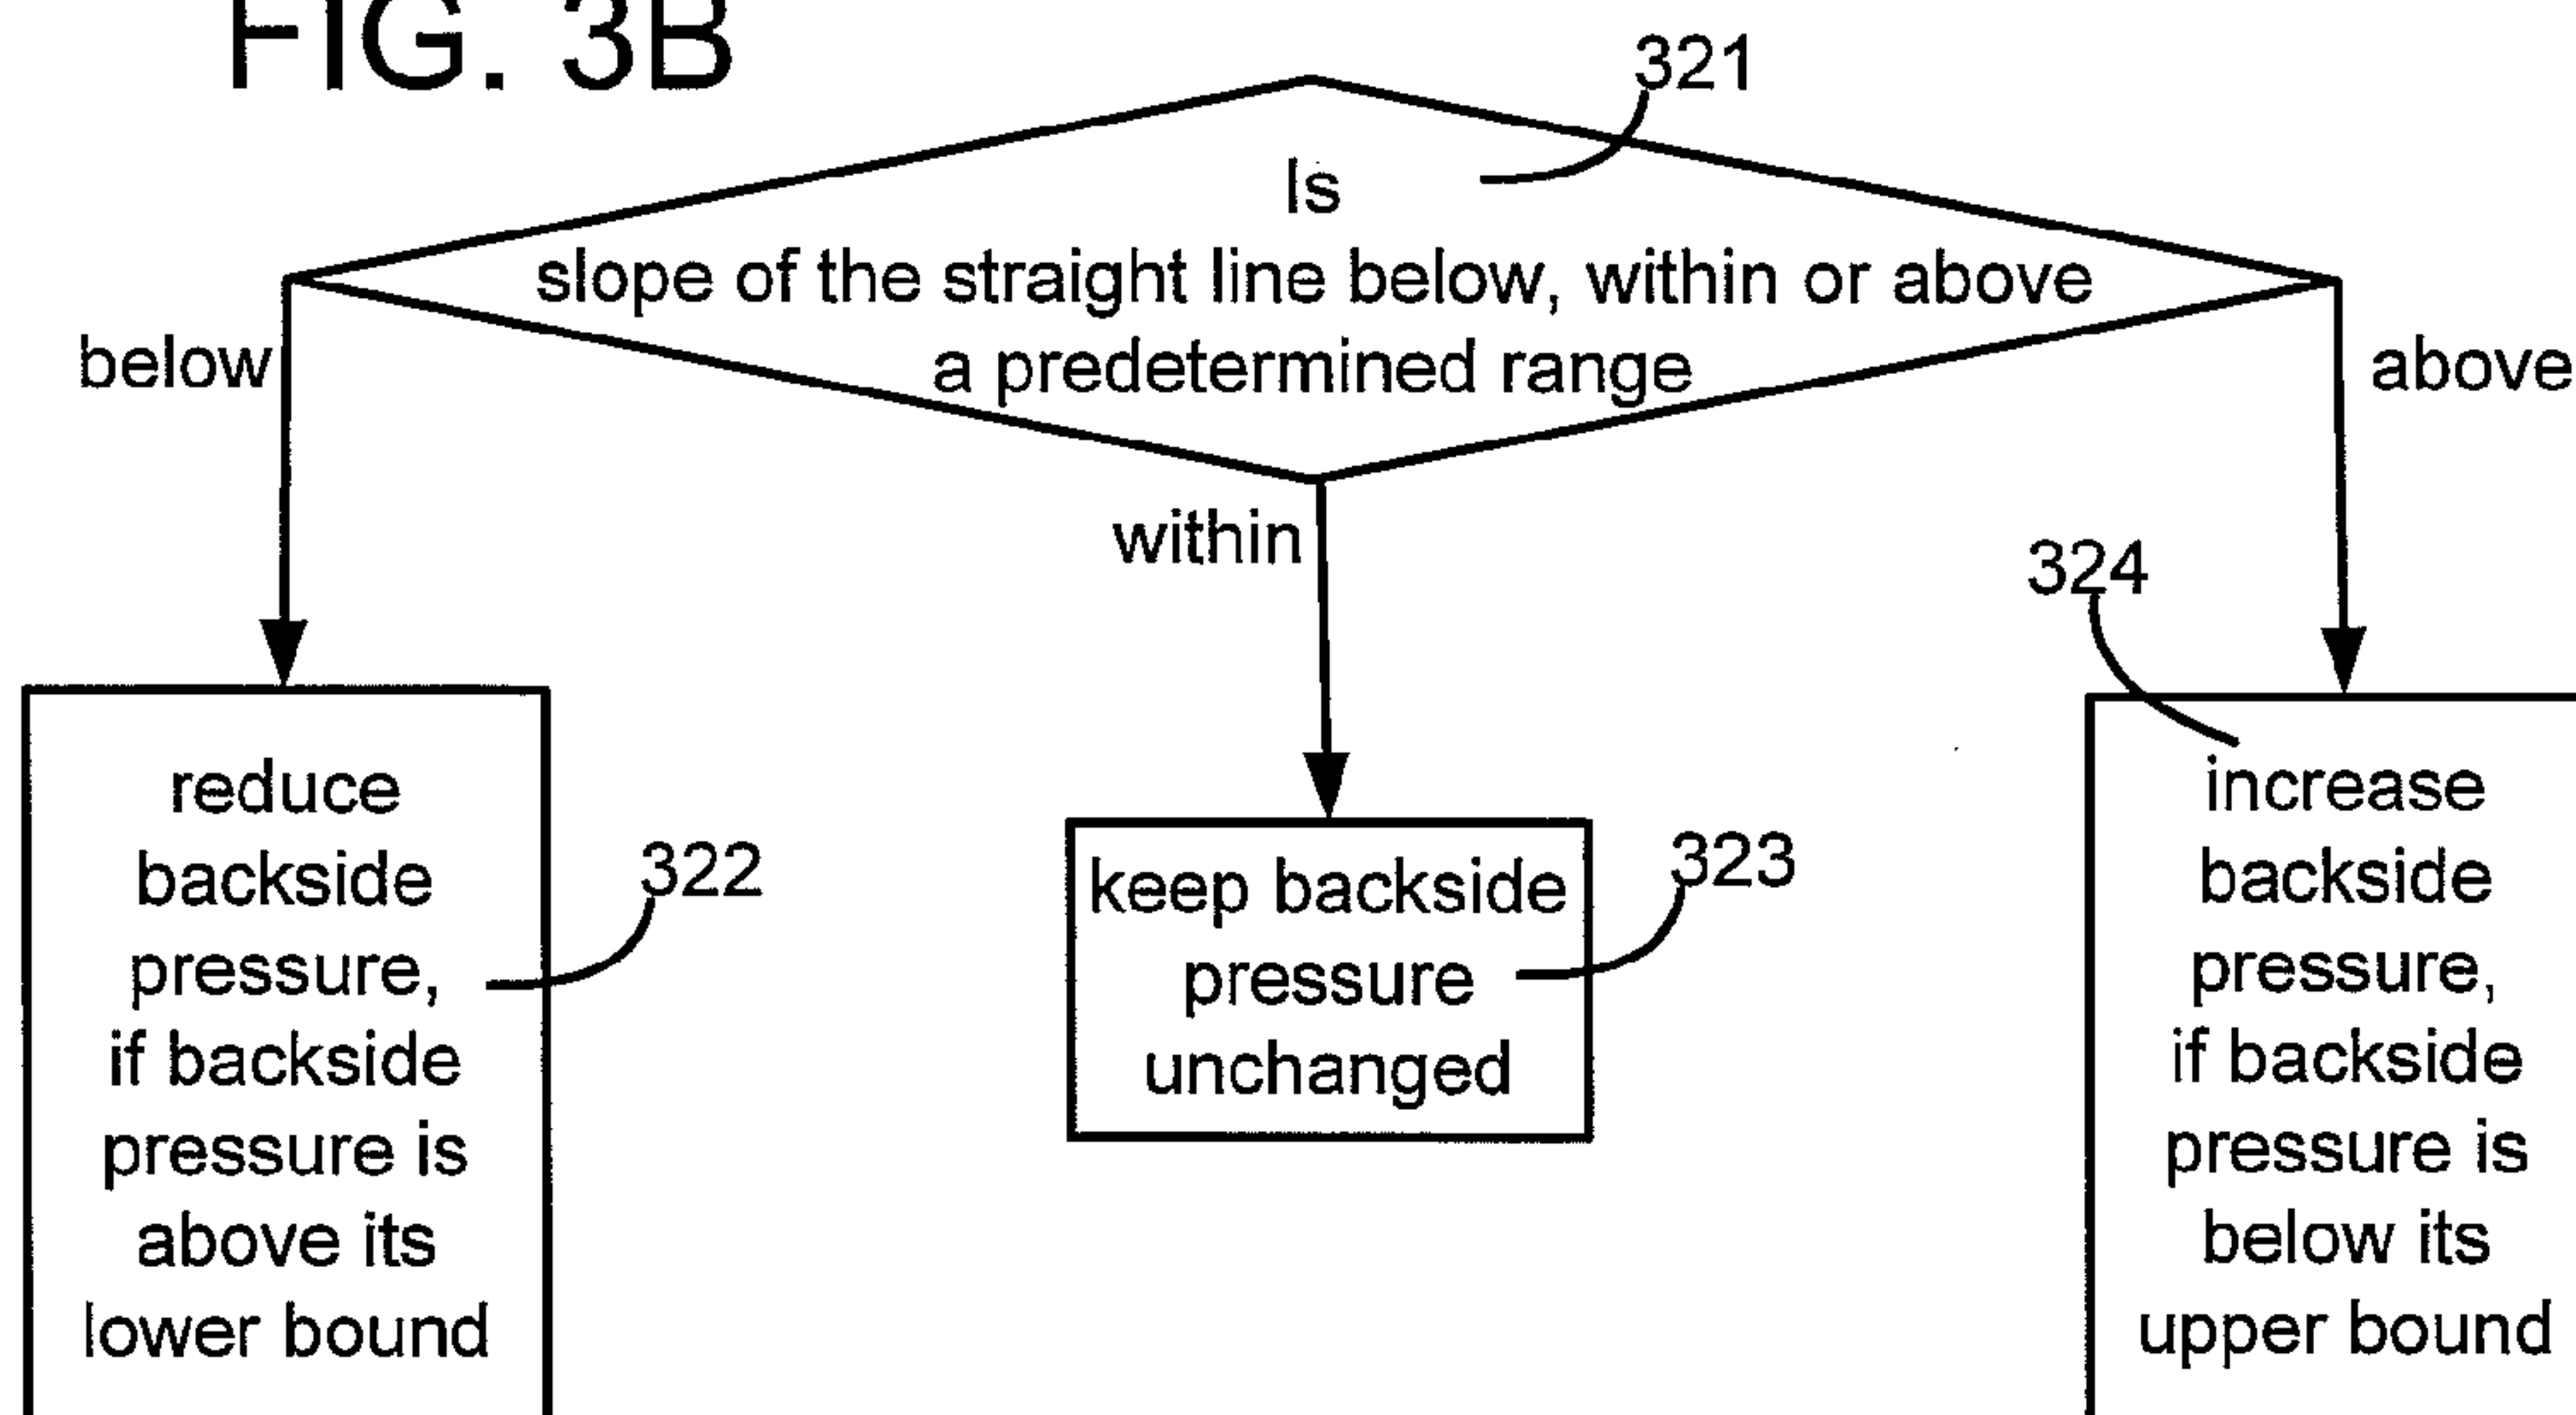 FIG. 3B
321
Is
slope of the straight line below, within or above
a predetermined range
below
above
within
324
reduce
backside
pressure,
if backside
pressure is
above its
lower bound
322
keep backside
pressure
unchanged
323
increase
backside
pressure,
if backside
pressure is
below its
upper bound